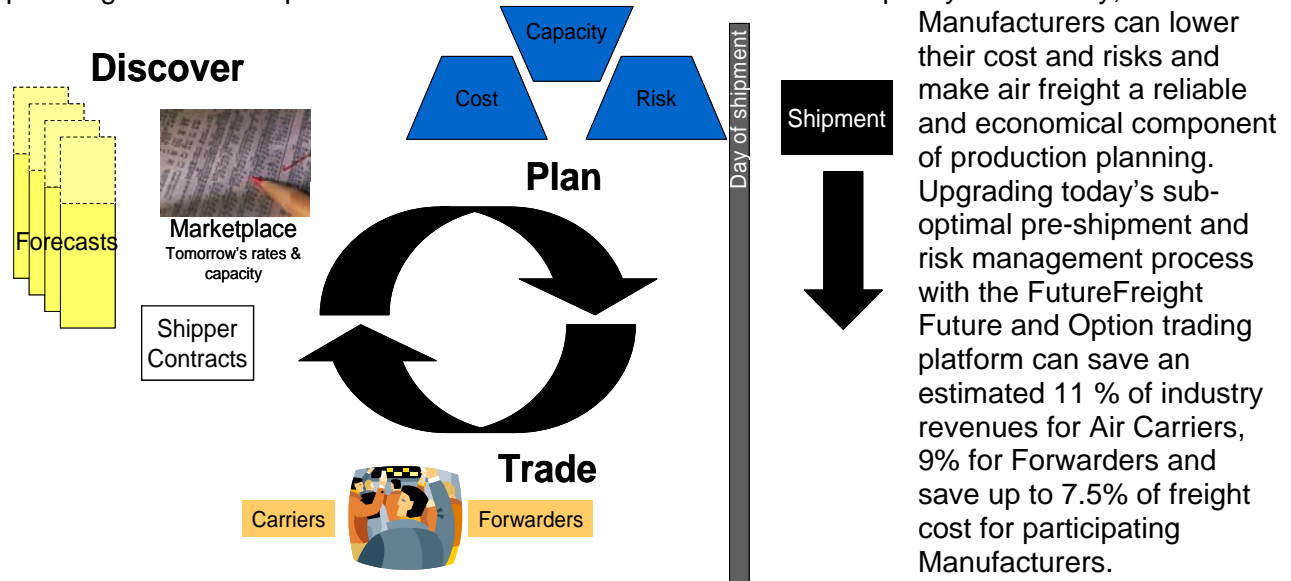 Discover
Forecasts
Marketplace
Tomorrow's rates &
capacity
Shipper
Contracts
Capacity
Cost
Risk
Plan
Trade
Carriers
Forwarders
Day of shipment
Shipment
Manufacturers can lower
their cost and risks and
make air freight a reliable
and economical component
of production planning.
Upgrading today's sub-
optimal pre-shipment and
risk management process
with the FutureFreight
Future and Option trading
platform can save an
estimated 11 % of industry
revenues for Air Carriers,
9% for Forwarders and
save up to 7.5% of freight
cost for participating
Manufacturers.